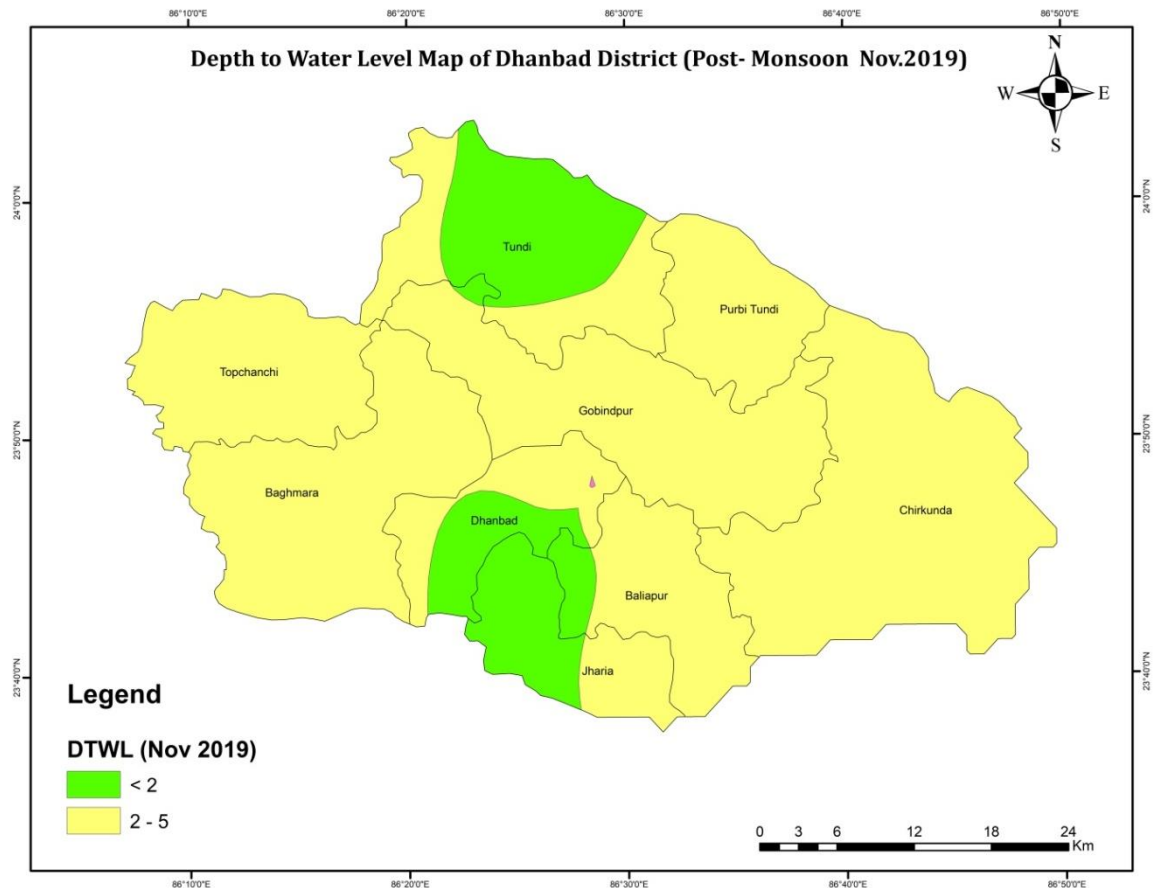 86°10'0"E 86°20'0"E 86°30'0"E 86°40'0"E 86°50'0"E
Depth to Water Level Map of Dhanbad District (Post- Monsoon Nov.2019)
N
W E
S
24°0'0"N 24°0'0"N
Tundi
Purbi Tundi
Topchanchi
Gobindpur
23°50'0"N 23°50'0"N
Baghmara
Chirkunda
Dhanbad
Baliapur
Jharia
23°40'0"N 23°40'0"N
Legend
DTWL (Nov 2019)
< 2
2 - 5
0 3 6 12 18 24
Km
86°10'0"E 86°20'0"E 86°30'0"E 86°40'0"E 86°50'0"E